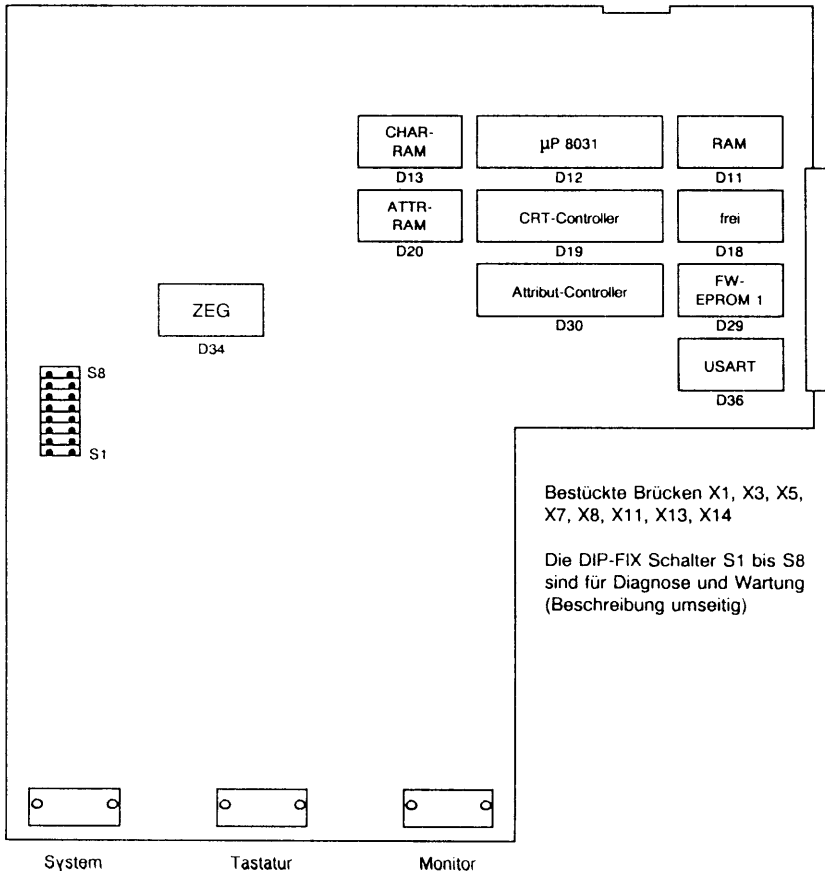 CHAR-
RAM
D13
µP 8031
D12
RAM
D11
ATTR-
RAM
D20
CRT-Controller
D19
frei
D18
Attribut-Controller
D30
FW-
EPROM 1
D29
ZEG
D34
USART
D36
S8
S1
Bestückte Brücken X1, X3, X5,
X7, X8, X11, X13, X14
Die DIP-FIX Schalter S1 bis S8
sind für Diagnose und Wartung
(Beschreibung umseitig)
System
Tastatur
Monitor